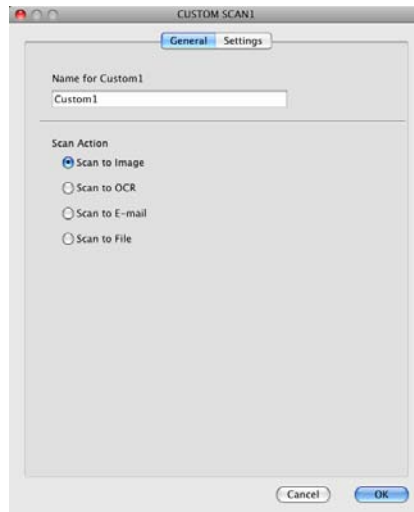 CUSTOM SCAN1
General Settings
Name for Custom1
Custom1
Scan Action
Scan to Image
Scan to OCR
Scan to E-mail
Scan to File
Cancel OK